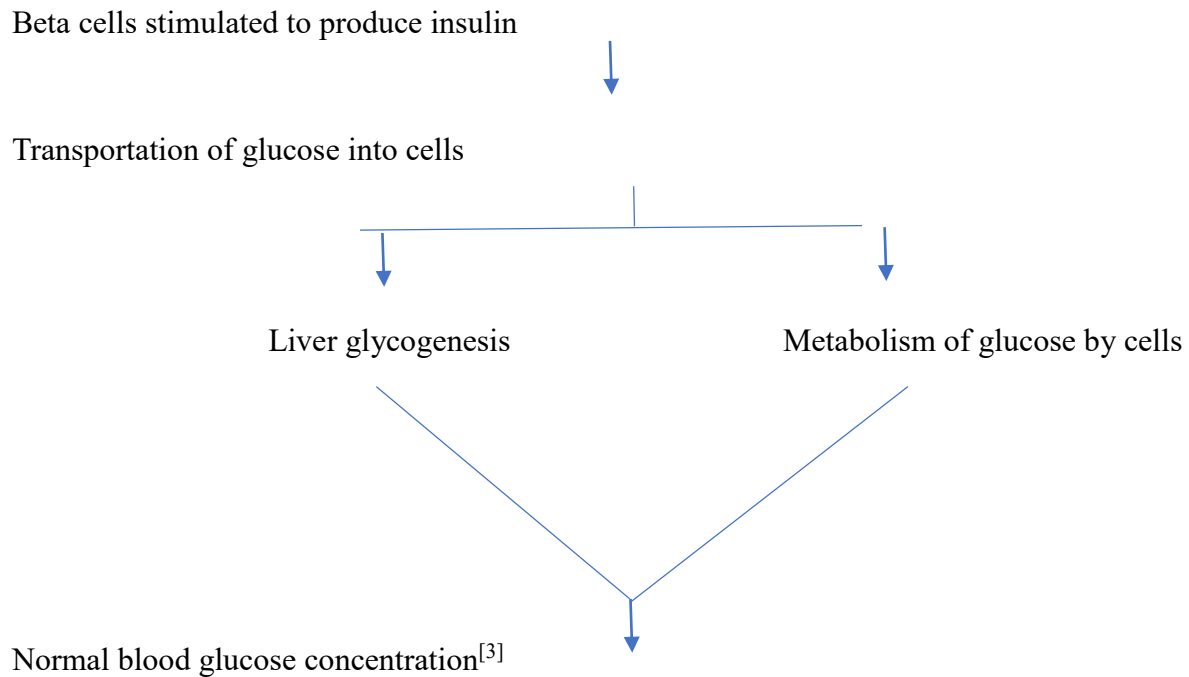 Beta cells stimulated to produce insulin
Transportation of glucose into cells
Liver glycogenesis
Metabolism of glucose by cells
Normal blood glucose concentration[3]